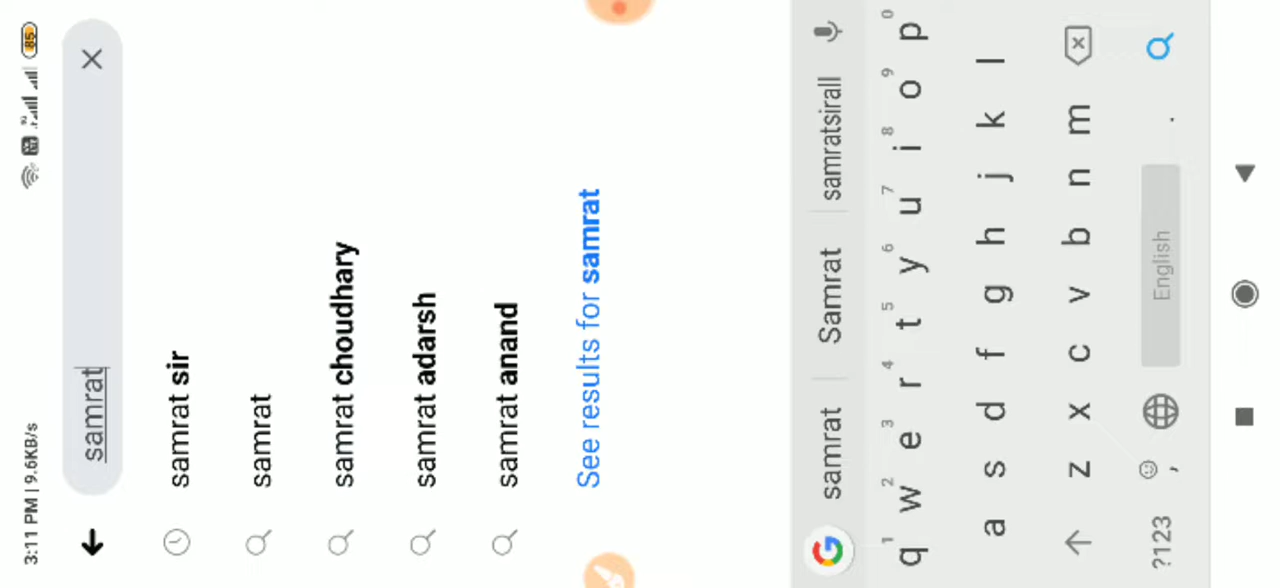 3:11 PM | 9.6KB/s
85
samrat
samrat sir
samrat
samrat choudhary
samrat adarsh
samrat anand
See results for samrat
samrat Samrat samratsirall
1 2 3 4 5 6 7 8 9 0
q w e r t y u i o p
a s d f g h j k l
z x c v b n m
?123 , English .